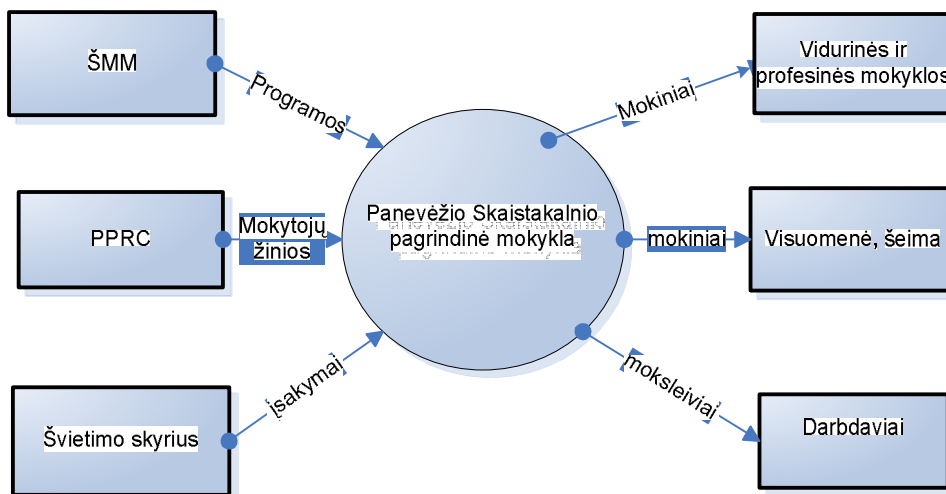 ŠMM
Programos
PPRC
Mokytojų
žinios
Švietimo skyrius
įsakymai
Panevėžio Skaistakalnio
pagrindinė mokykla
Mokiniai
Vidurinės ir
profesinės mokyklos
mokiniai
Visuomenė, šeima
moksleiviai
Darbdaviai